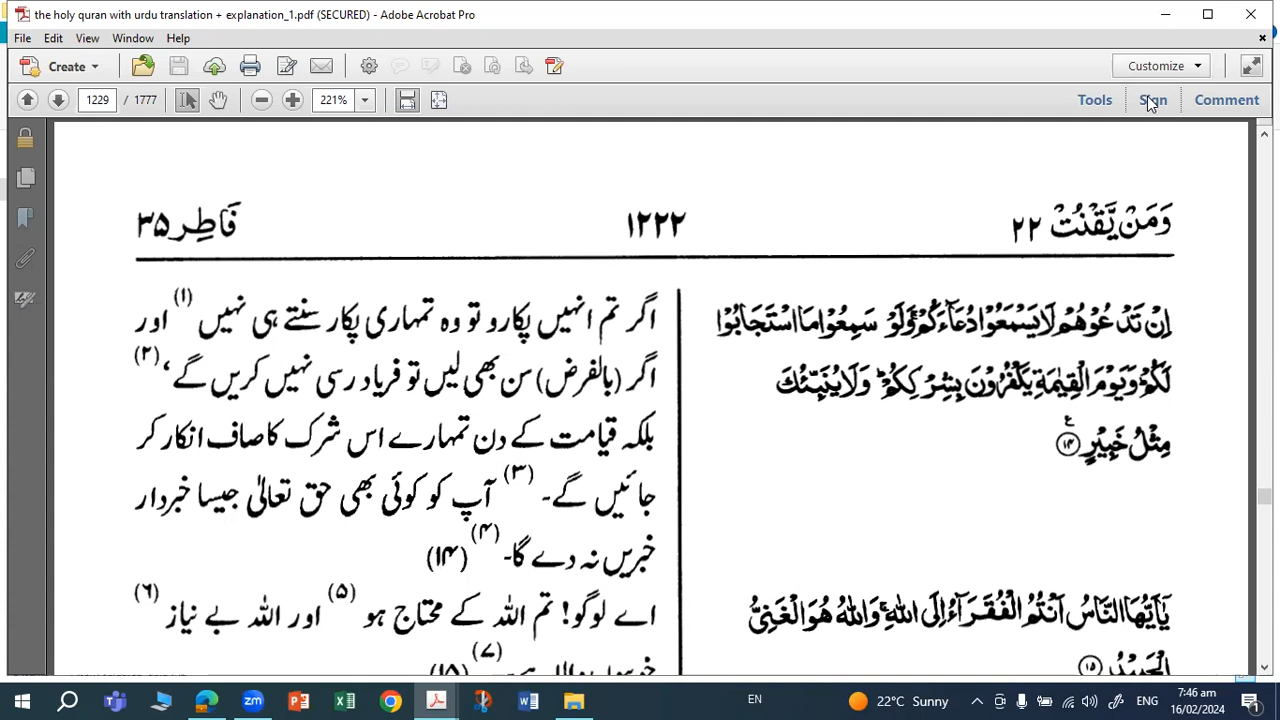 the holy quran with urdu translation + explanation_1.pdf (SECURED) - Adobe Acrobat Pro
File Edit View Window Help
Create Customize
1229 / 1777 221% Tools Sign Comment
وَمَنْ يَّقْنُتْ ۲۲ ۱۲۲۲ فَاطِر ۳۵
اِنْ تَدْعُوْهُمْ لَا يَسْمَعُوْا دُعَآءَكُمْ ۚ وَلَوْ سَمِعُوْا مَا اسْتَجَابُوْا
لَكُمْ ۭ وَيَوْمَ الْقِيٰمَةِ يَكْفُرُوْنَ بِشِرْكِكُمْ ۭ وَلَا يُنَبِّئُكَ
مِثْلُ خَبِيْرٍ ۱۴ ع
يٰٓاَيُّهَا النَّاسُ اَنْتُمُ الْفُقَرَآءُ اِلَى اللّٰهِ ۚ وَاللّٰهُ هُوَ الْغَنِىُّ
الْحَمِيْدُ ۱۵
اگر تم انہیں پکارو تو وہ تمہاری پکار سنتے ہی نہیں (۱) اور
اگر (بالفرض) سن بھی لیں تو فریاد رسی نہیں کریں گے، (۲)
بلکہ قیامت کے دن تمہارے اس شرک کا صاف انکار کر
جائیں گے۔ (۳) آپ کو کوئی بھی حق تعالیٰ جیسا خبردار
خبریں نہ دے گا۔ (۴) (۱۴)
اے لوگو! تم اللہ کے محتاج ہو (۵) اور اللہ بے نیاز (۶)
(۷) (۱۵)
EN 22°C Sunny ENG 7:46 am
16/02/2024